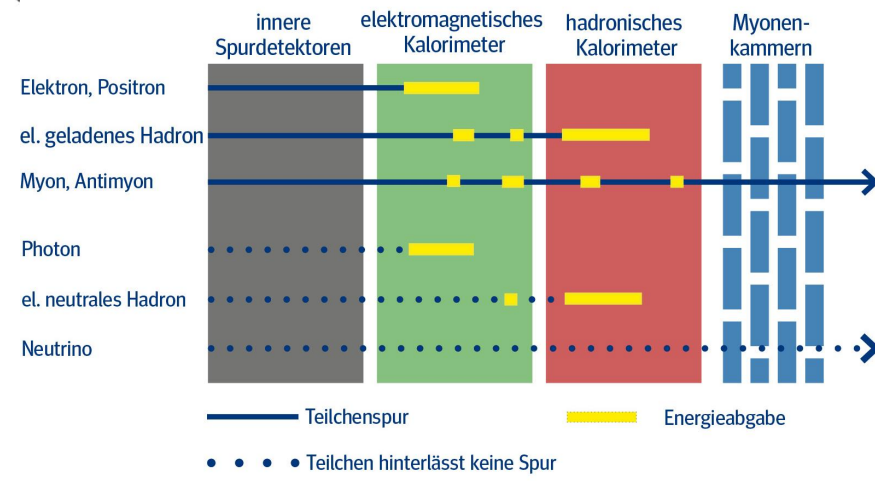 innere
Spurdetektoren
elektromagnetisches
Kalorimeter
hadronisches
Kalorimeter
Myonen-
kammern
Elektron, Positron
el. geladenes Hadron
Myon, Antimyon
Photon
el. neutrales Hadron
Neutrino
Teilchenspur
Energieabgabe
Teilchen hinterlässt keine Spur